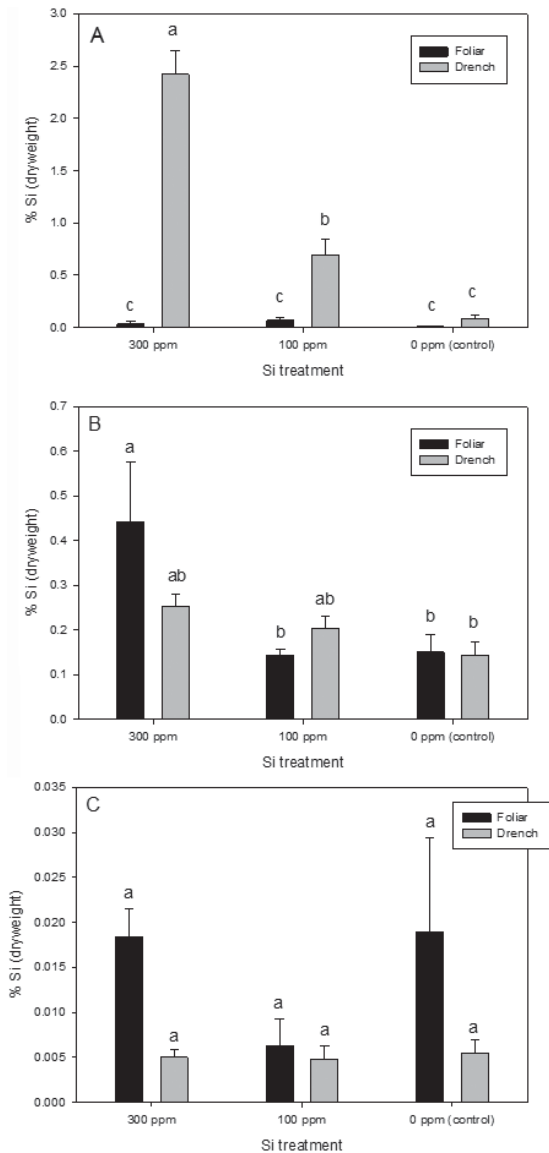 A
Foliar
Drench
% Si (dryweight)
3.0
2.5
2.0
1.5
1.0
0.5
0.0
c
a
c
b
c
c
300 ppm
100 ppm
0 ppm (control)
Si treatment
B
Foliar
Drench
% Si (dryweight)
0.7
0.6
0.5
0.4
0.3
0.2
0.1
0.0
a
ab
b
ab
b
b
300 ppm
100 ppm
0 ppm (control)
Si treatment
C
Foliar
Drench
% Si (dryweight)
0.035
0.030
0.025
0.020
0.015
0.010
0.005
0.000
a
a
a
a
a
a
300 ppm
100 ppm
0 ppm (control)
Si treatment